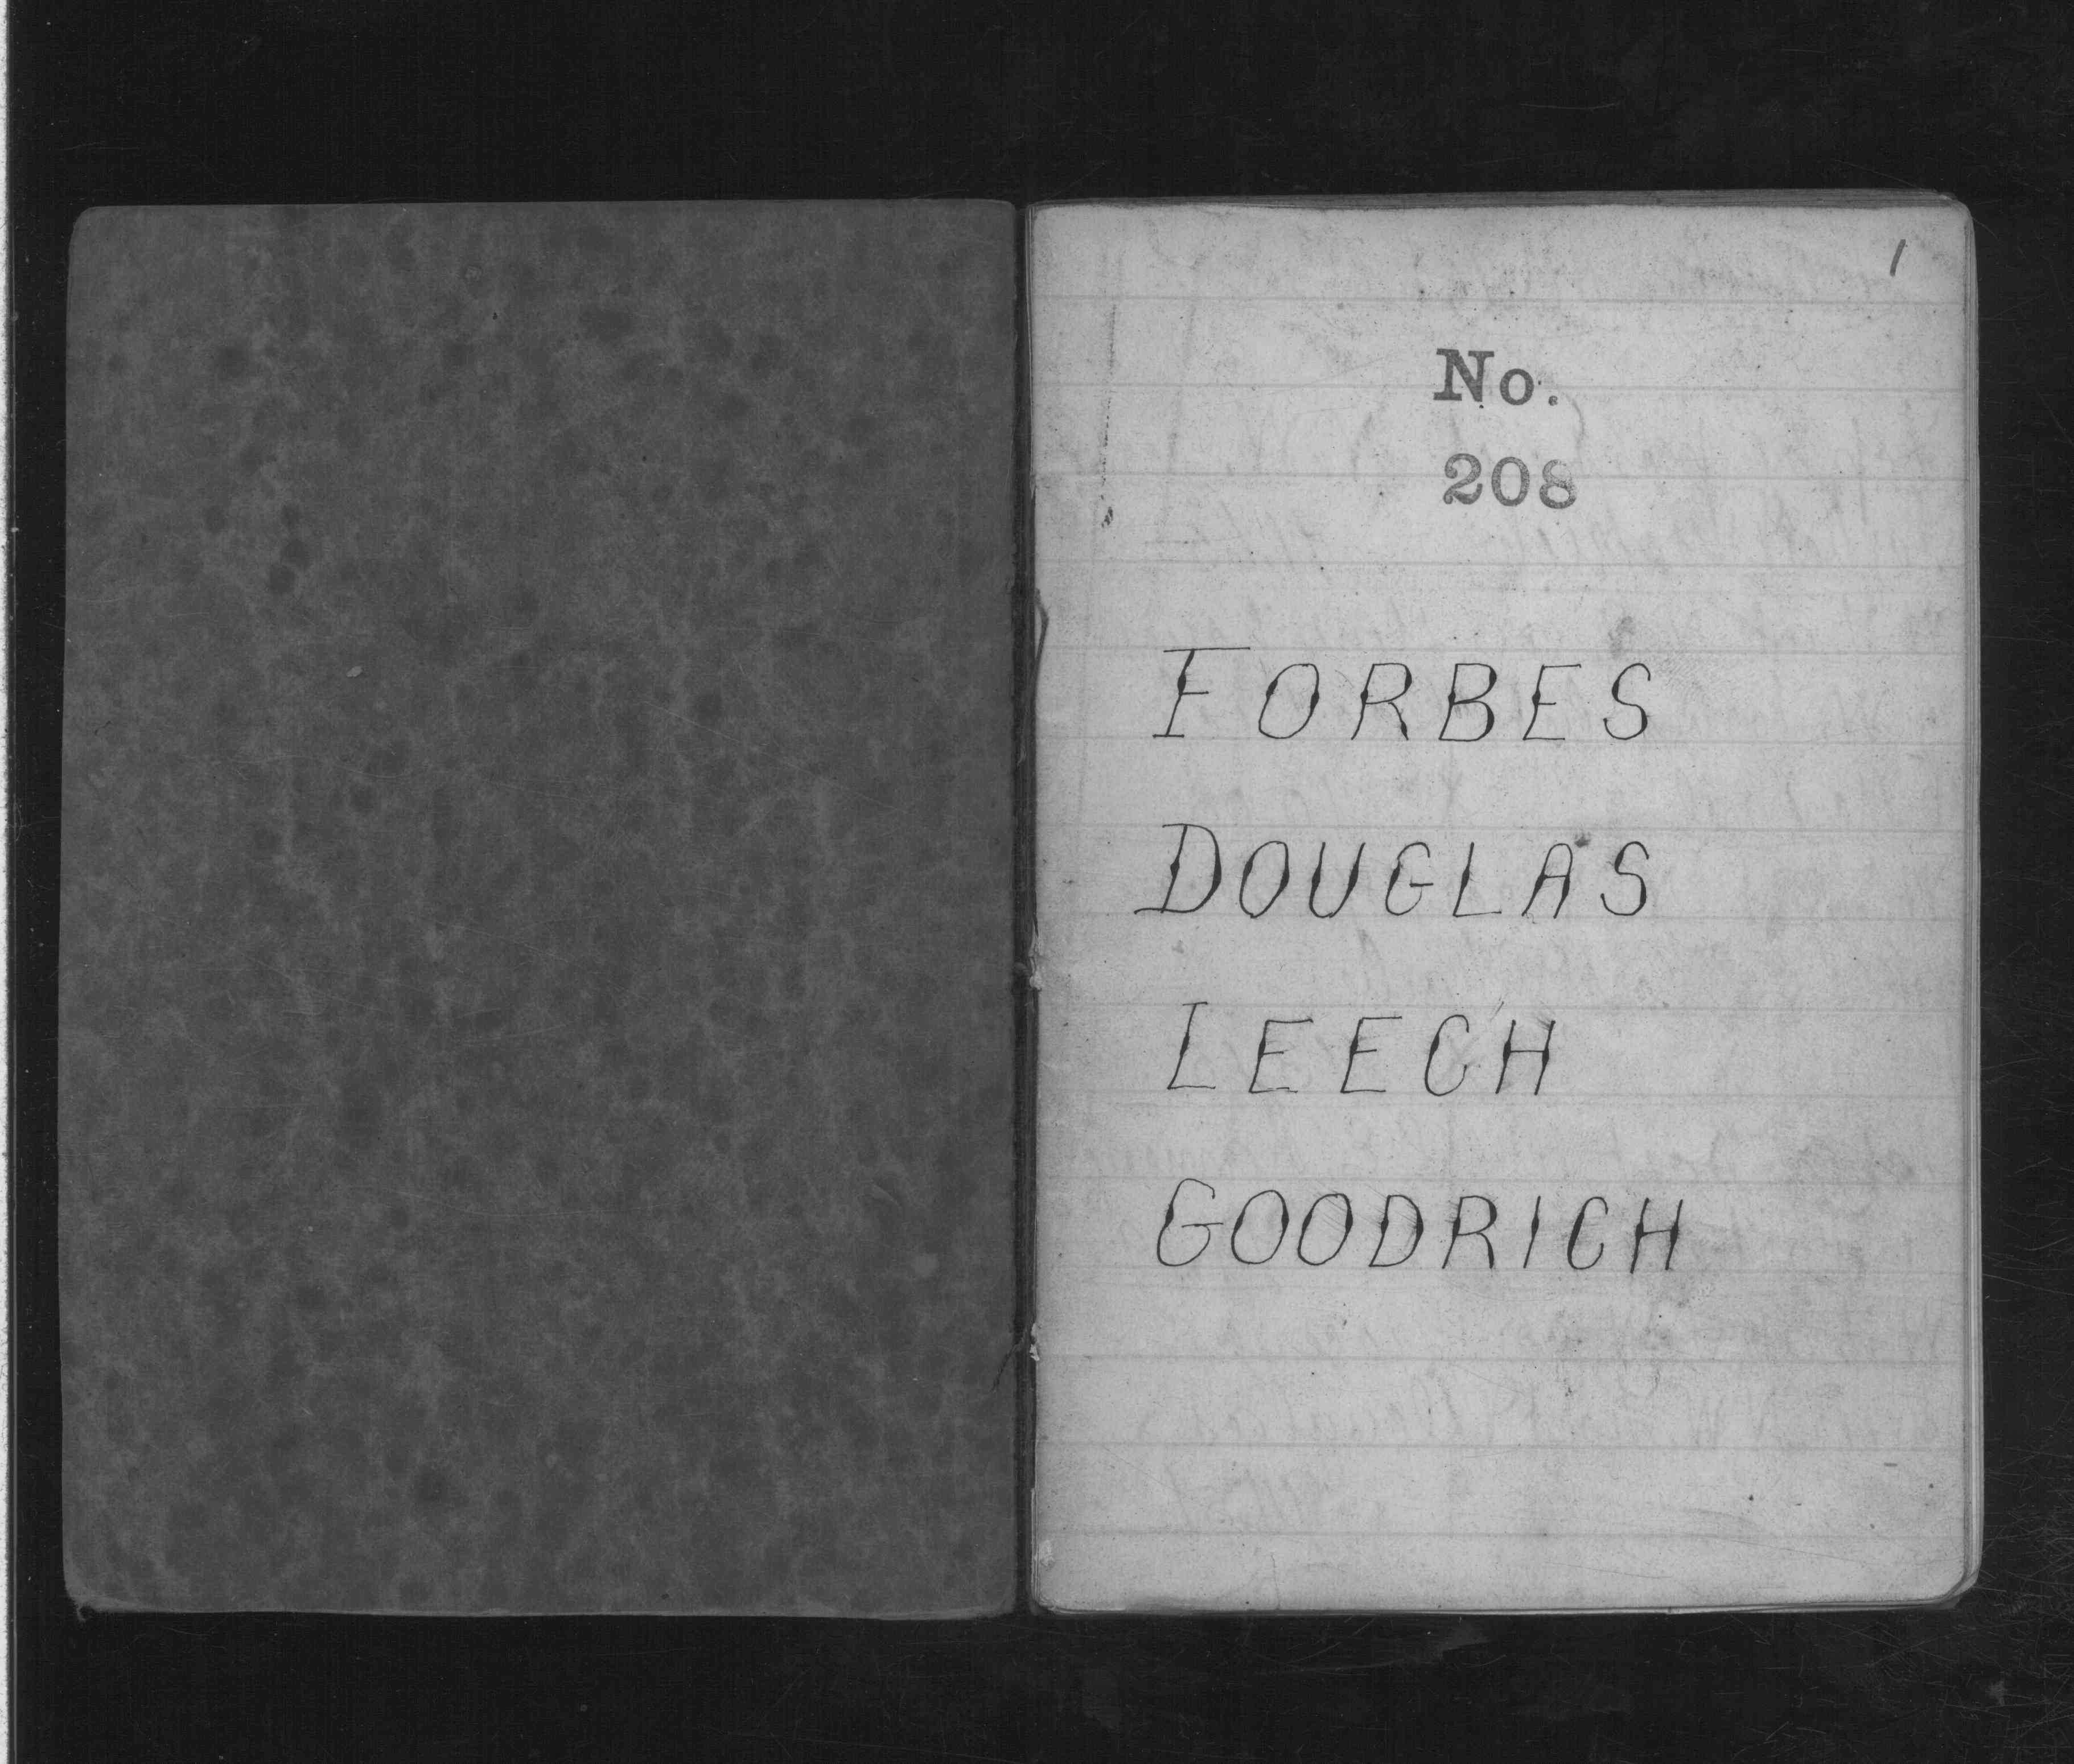 1
No.
208
FORBES
DOUGLAS
LEECH
GOODRICH